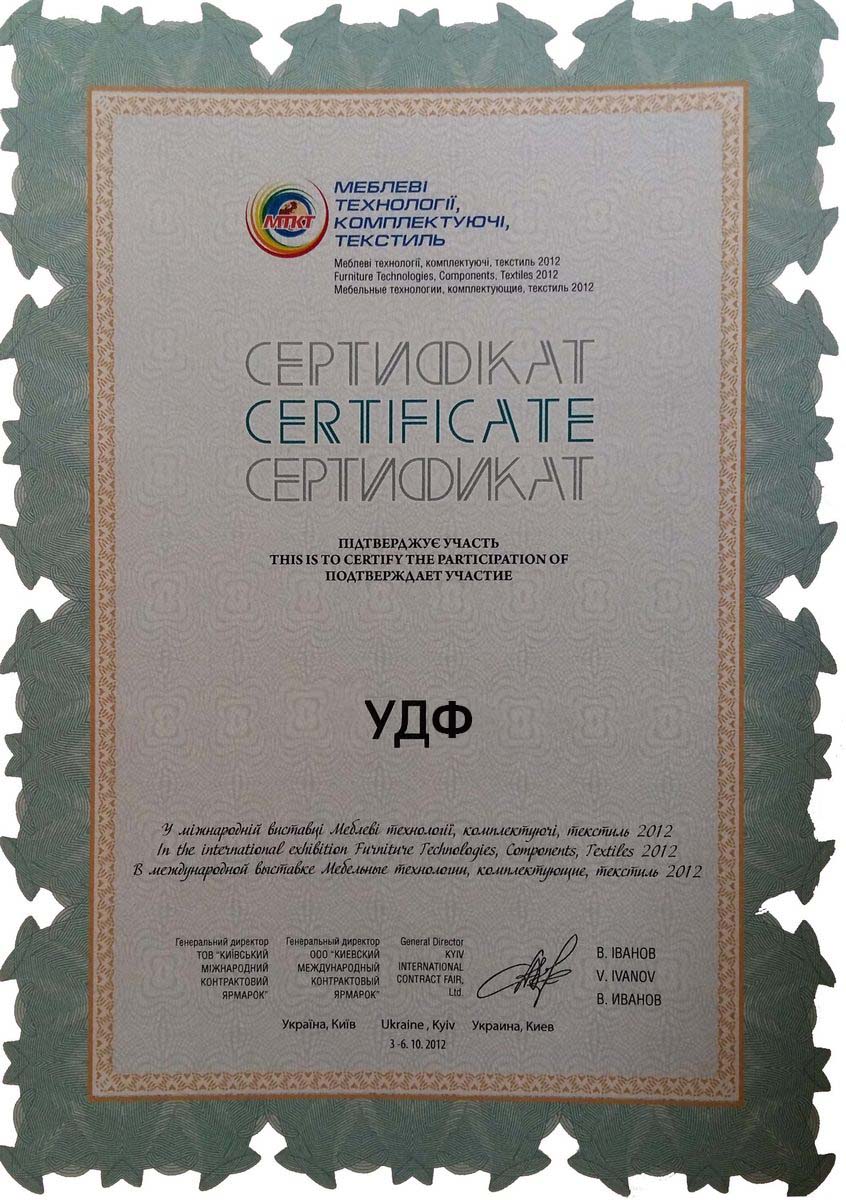 МТКТ
МЕБЛЕВІ
ТЕХНОЛОГІЇ,
КОМПЛЕКТУЮЧІ,
ТЕКСТИЛЬ
Меблеві технології, комплектуючі, текстиль 2012
Furniture Technologies, Components, Textiles 2012
Мебельные технологии, комплектующие, текстиль 2012
СЕРТИФІКАТ
CERTIFICATE
СЕРТИФИКАТ
ПІДТВЕРДЖУЄ УЧАСТЬ
THIS IS TO CERTIFY THE PARTICIPATION OF
ПОДТВЕРЖДАЕТ УЧАСТИЕ
УДФ
У міжнародній виставці Меблеві технології, комплектуючі, текстиль 2012
In the international exhibition Furniture Technologies, Components, Textiles 2012
В международной выставке Мебельные технологии, комплектующие, текстиль 2012
Генеральний директор
ТОВ "КИЇВСЬКИЙ
МІЖНАРОДНИЙ
КОНТРАКТОВИЙ
ЯРМАРОК"
Генеральный директор
ООО "КИЕВСКИЙ
МЕЖДУНАРОДНЫЙ
КОНТРАКТОВЫЙ
ЯРМАРОК"
General Director
KYIV
INTERNATIONAL
CONTRACT FAIR,
Ltd.
В. ІВАНОВ
V. IVANOV
В. ИВАНОВ
Україна, Київ Ukraine , Kyiv Украина, Киев
3 -6. 10. 2012